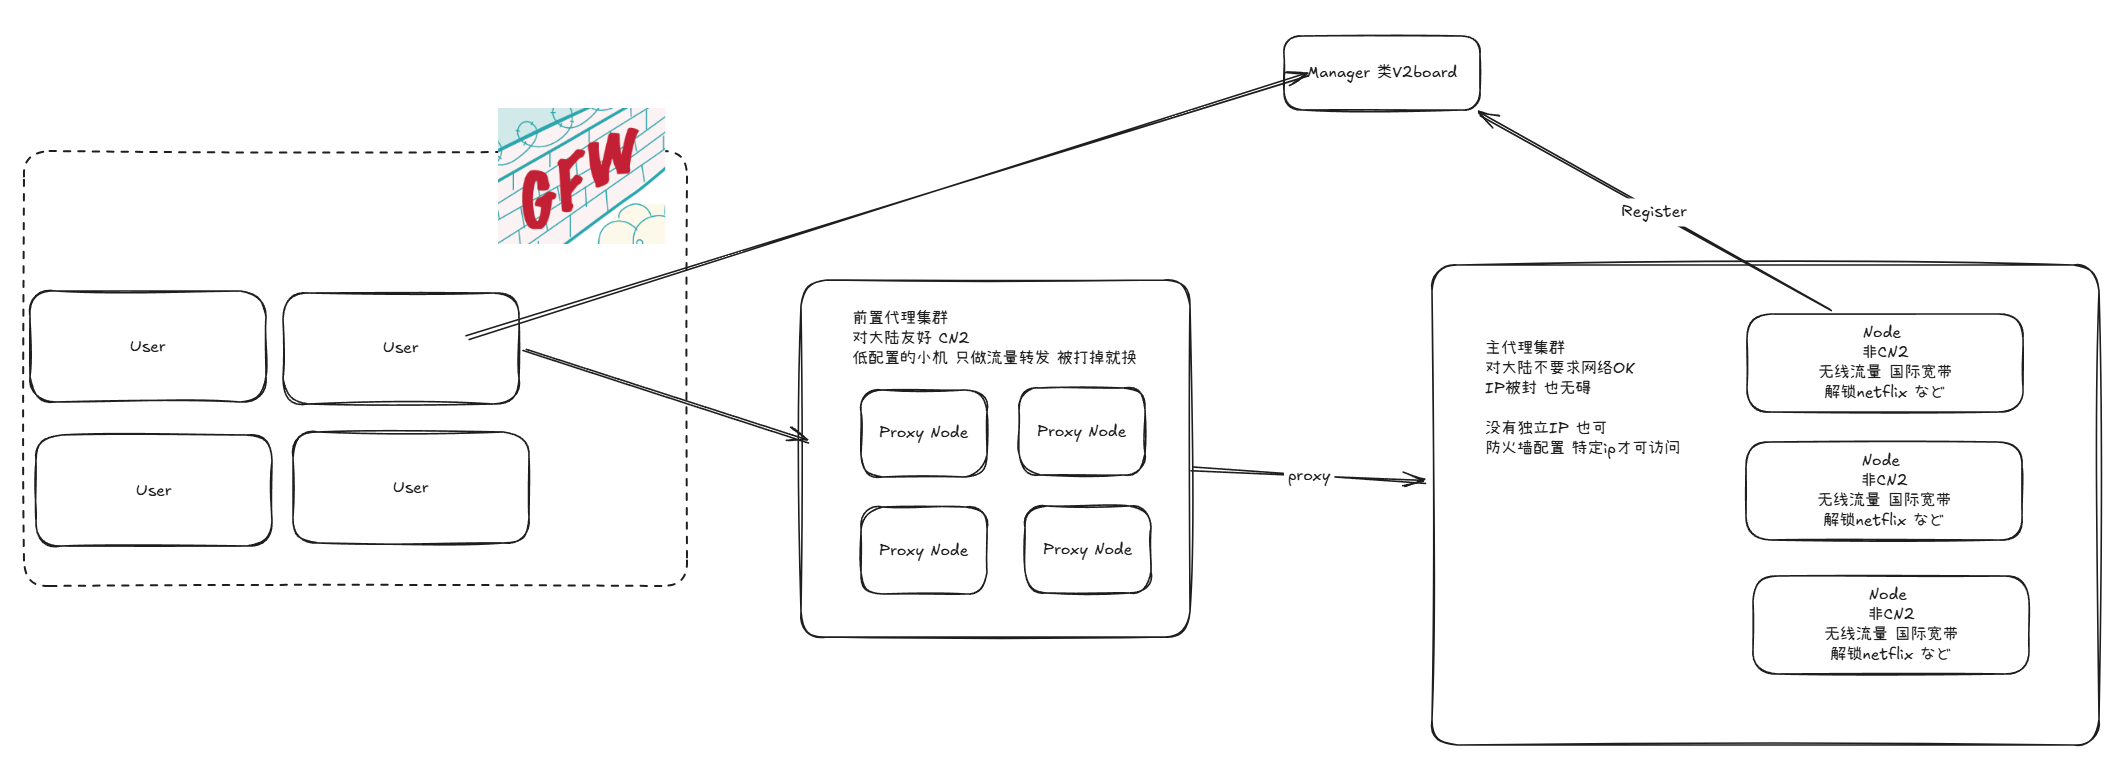 Manager 类V2board
GFW
Register
User
User
User
User
前置代理集群
对大陆友好 CN2
低配置的小机 只做流量转发 被打掉就换
Proxy Node
Proxy Node
Proxy Node
Proxy Node
proxy
主代理集群
对大陆不要求网络OK
IP被封 也无碍
没有独立IP 也可
防火墙配置 特定ip才可访问
Node
非CN2
无线流量 国际宽带
解锁netflix など
Node
非CN2
无线流量 国际宽带
解锁netflix など
Node
非CN2
无线流量 国际宽带
解锁netflix など